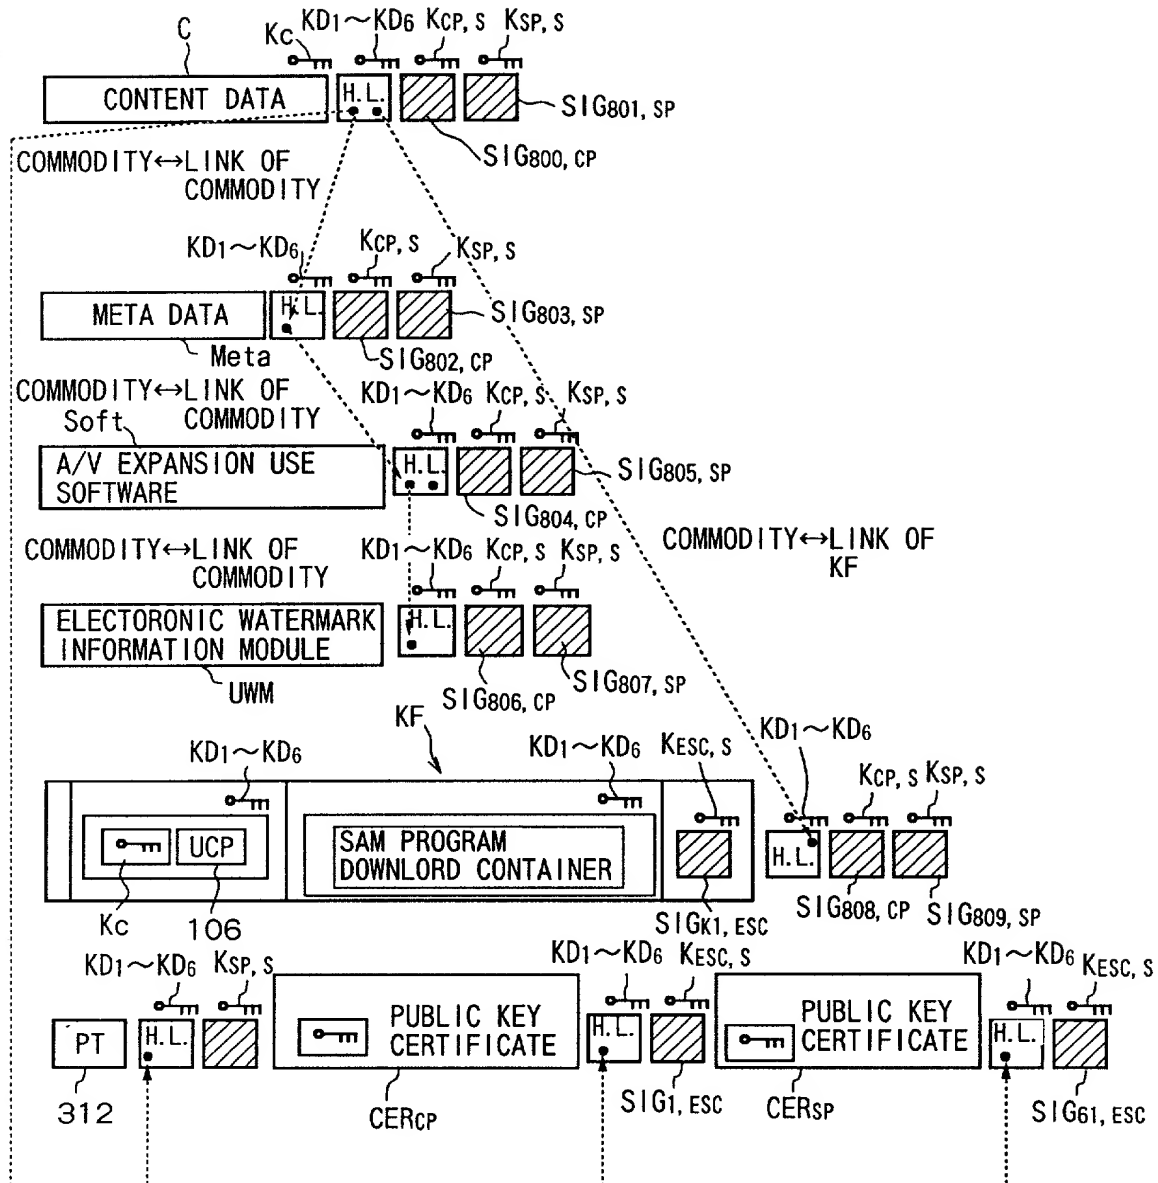 C
Kc
KD1～KD6
KCP, S
KSP, S
CONTENT DATA
H.L.
SIG801, SP
SIG800, CP
COMMODITY↔LINK OF
COMMODITY
KD1～KD6
KCP, S
KSP, S
META DATA
H.L.
SIG803, SP
Meta
SIG802, CP
COMMODITY↔LINK OF
COMMODITY
Soft
KD1～KD6
KCP, S
KSP, S
A/V EXPANSION USE
SOFTWARE
H.L.
SIG805, SP
SIG804, CP
COMMODITY↔LINK OF
COMMODITY
KD1～KD6
KCP, S
KSP, S
COMMODITY↔LINK OF
KF
ELECTORONIC WATERMARK
INFORMATION MODULE
H.L.
UWM
SIG806, CP
SIG807, SP
KF
KD1～KD6
KD1～KD6
KESC, S
KD1～KD6
KCP, S
KSP, S
UCP
SAM PROGRAM
DOWNLORD CONTAINER
H.L.
Kc
106
SIGK1, ESC
SIG808, CP
SIG809, SP
KD1～KD6
KSP, S
KD1～KD6
KESC, S
KD1～KD6
KESC, S
PT
H.L.
PUBLIC KEY
CERTIFICATE
H.L.
PUBLIC KEY
CERTIFICATE
H.L.
312
CERCP
SIG1, ESC
CERSP
SIG61, ESC